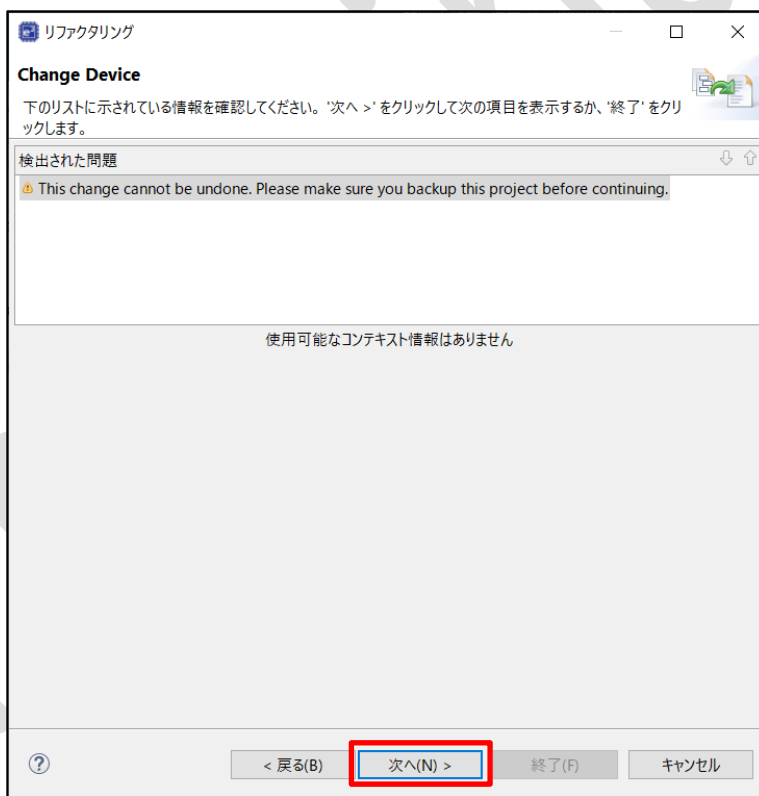 リファクタリング
Change Device
下のリストに示されている情報を確認してください。'次へ >' をクリックして次の項目を表示するか、'終了' をクリ
ックします。
検出された問題
This change cannot be undone. Please make sure you backup this project before continuing.
使用可能なコンテキスト情報はありません
< 戻る(B) 次へ(N) > 終了(F) キャンセル